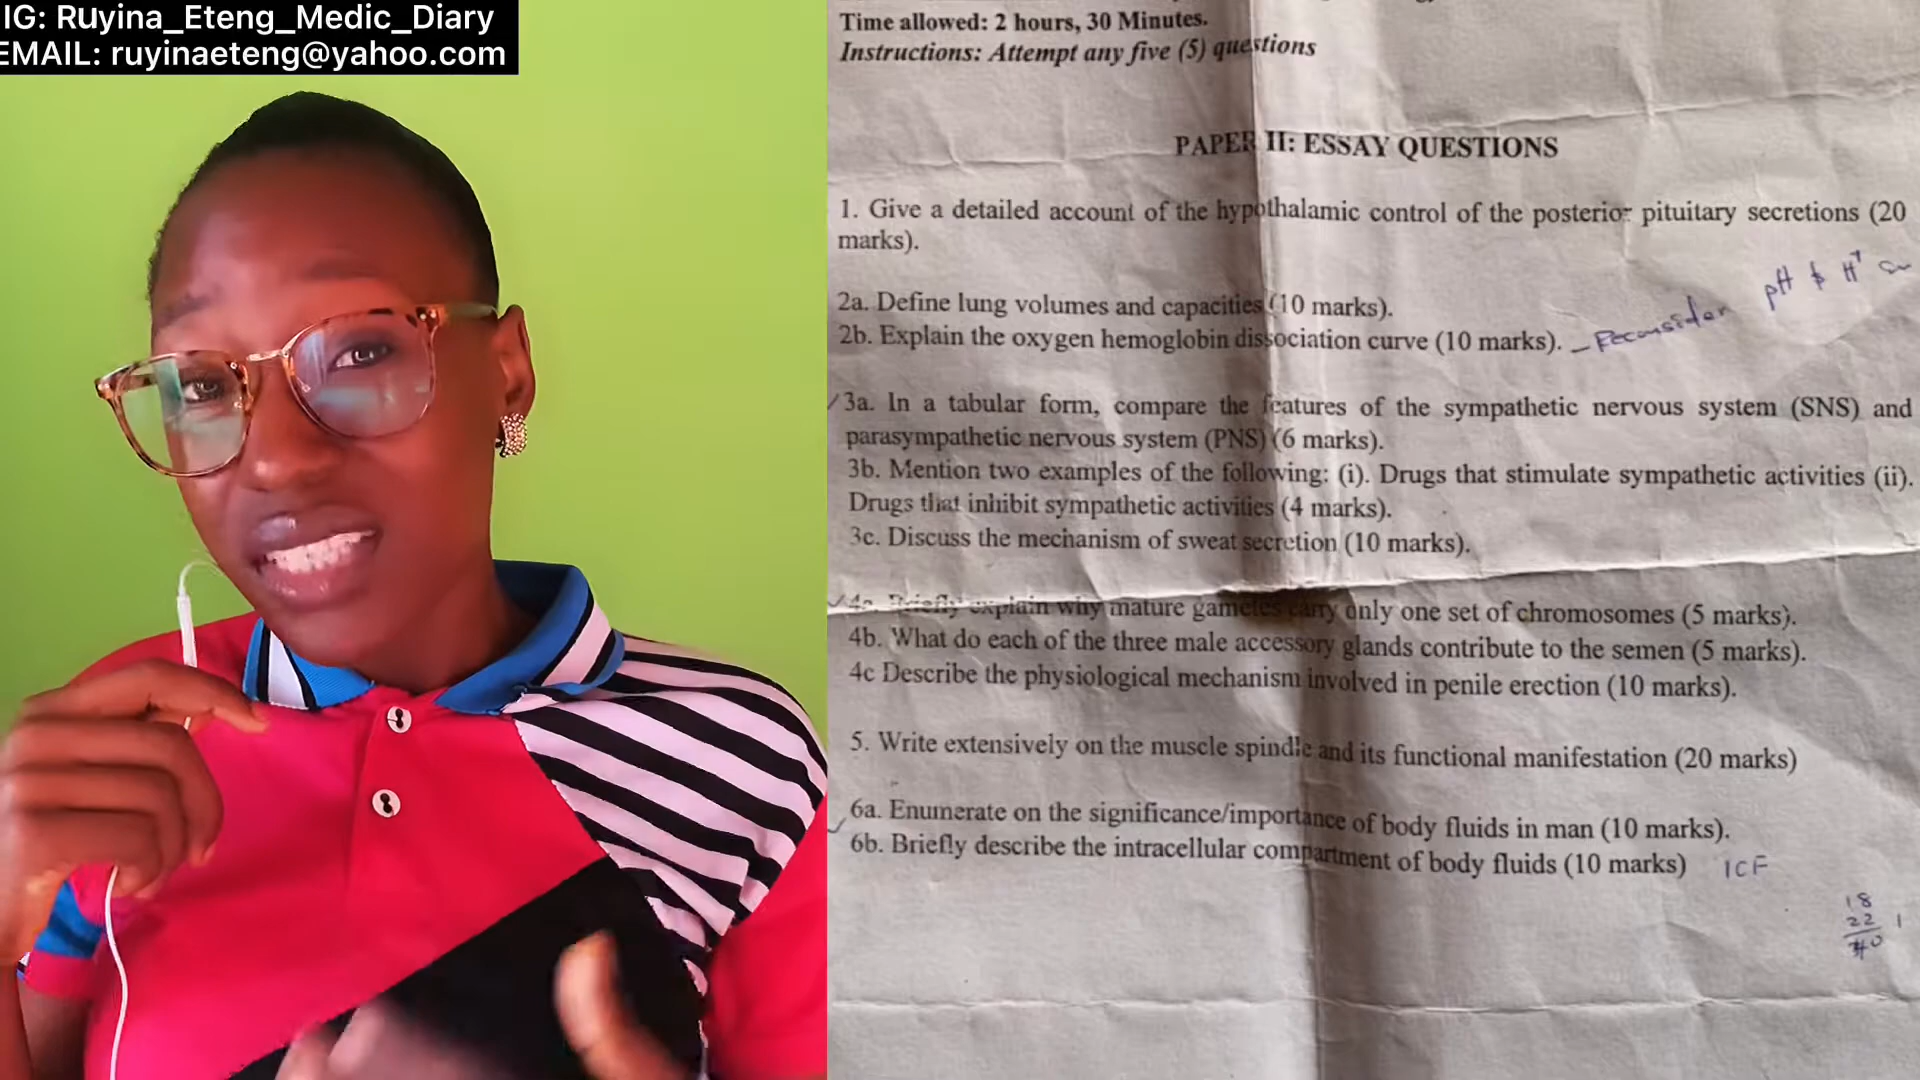 IG: Ruyina_Eteng_Medic_Diary
EMAIL: ruyinaeteng@yahoo.com
Time allowed: 2 hours, 30 Minutes.
Instructions: Attempt any five (5) questions
PAPER II: ESSAY QUESTIONS
1. Give a detailed account of the hypothalamic control of the posterior pituitary secretions (20
marks).
2a. Define lung volumes and capacities (10 marks).
2b. Explain the oxygen hemoglobin dissociation curve (10 marks). - Reconsider pH & H+
3a. In a tabular form, compare the features of the sympathetic nervous system (SNS) and
parasympathetic nervous system (PNS) (6 marks).
3b. Mention two examples of the following: (i). Drugs that stimulate sympathetic activities (ii).
Drugs that inhibit sympathetic activities (4 marks).
3c. Discuss the mechanism of sweat secretion (10 marks).
4a. Briefly explain why mature gametes carry only one set of chromosomes (5 marks).
4b. What do each of the three male accessory glands contribute to the semen (5 marks).
4c Describe the physiological mechanism involved in penile erection (10 marks).
5. Write extensively on the muscle spindle and its functional manifestation (20 marks)
6a. Enumerate on the significance/importance of body fluids in man (10 marks).
6b. Briefly describe the intracellular compartment of body fluids (10 marks) ICF
18
22
40